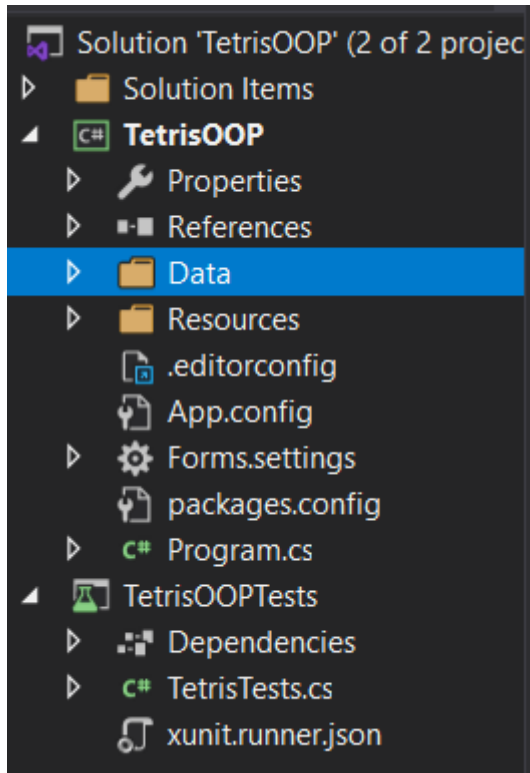 Solution 'TetrisOOP' (2 of 2 projec
Solution Items
C# TetrisOOP
Properties
References
Data
Resources
.editorconfig
App.config
Forms.settings
packages.config
C# Program.cs
TetrisOOPTests
Dependencies
C# TetrisTests.cs
xunit.runner.json